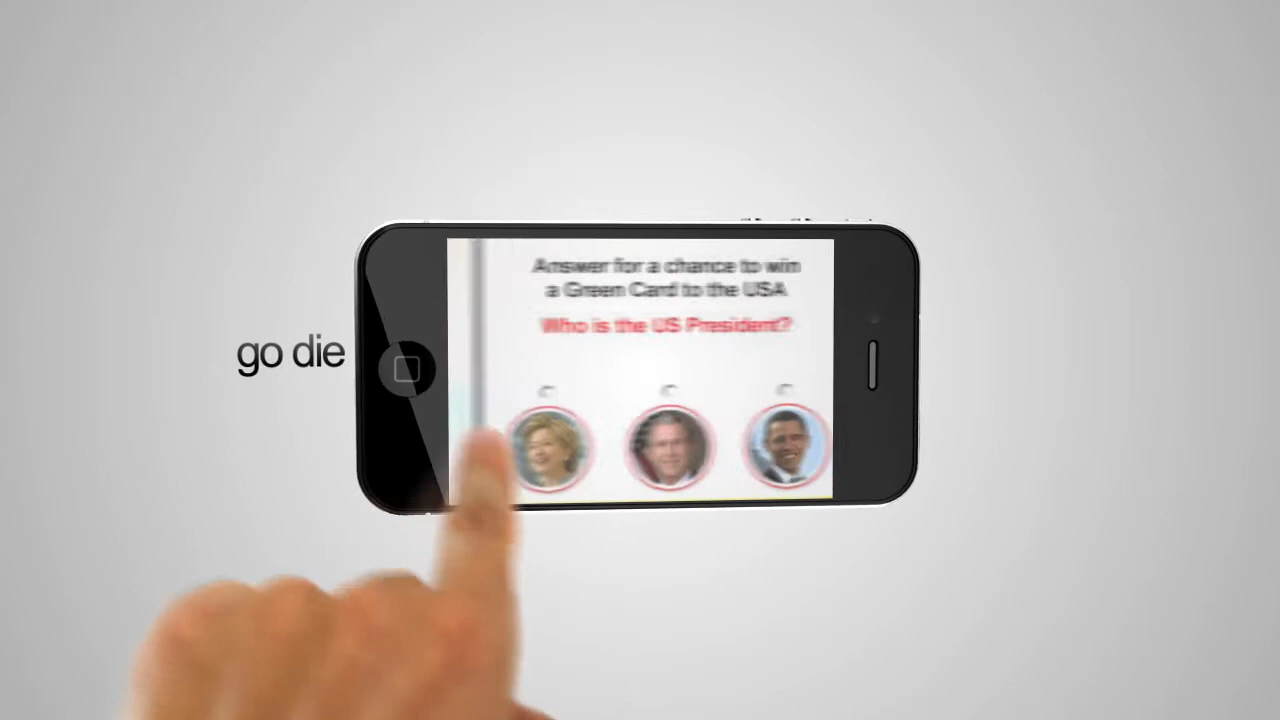 Answer for a chance to win
a Green Card to the USA
Who is the US President?
go die